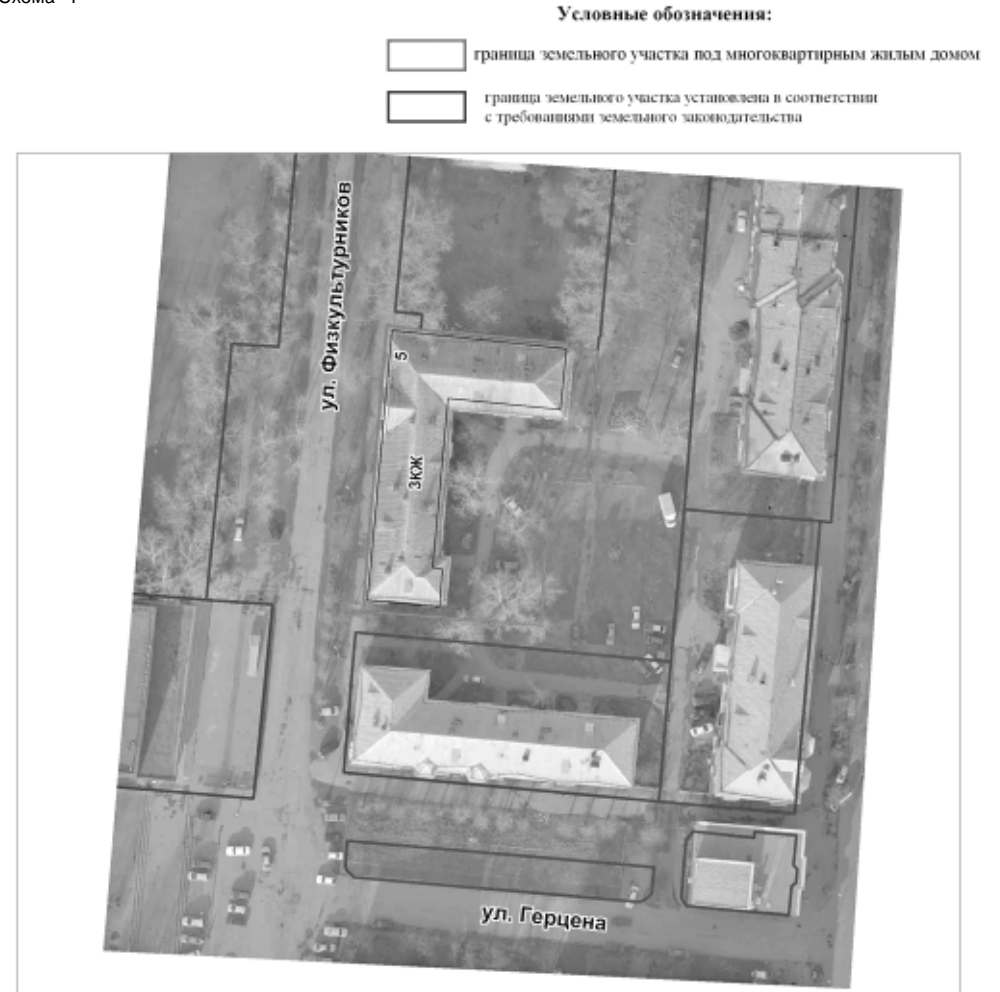 Схема
Условные обозначения:
граница земельного участка под многоквартирным жилым домом
граница земельного участка установлена в соответствии
с требованиями земельного законодательства
ул. Физкультурников
5
3КЖ
ул. Герцена